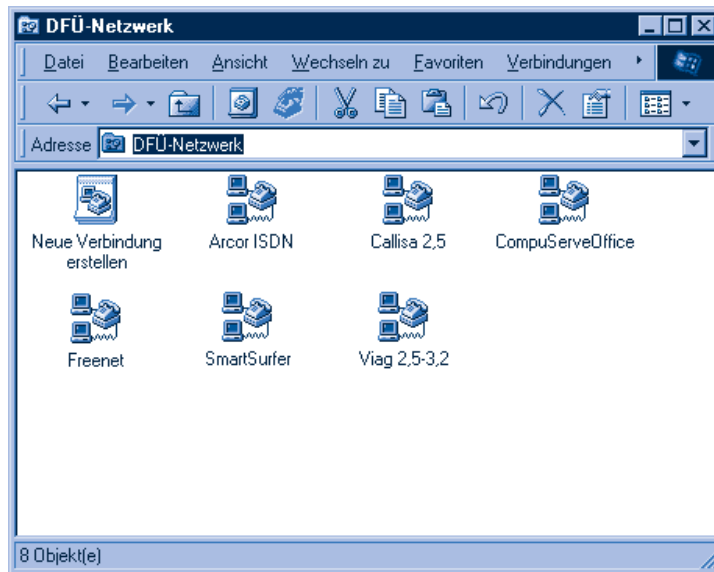 DFÜ-Netzwerk
Datei Bearbeiten Ansicht Wechseln zu Favoriten Verbindungen
Adresse DFÜ-Netzwerk
Neue Verbindung erstellen
Arcor ISDN
Callisa 2,5
CompuServeOffice
Freenet
SmartSurfer
Viag 2,5-3,2
8 Objekt(e)